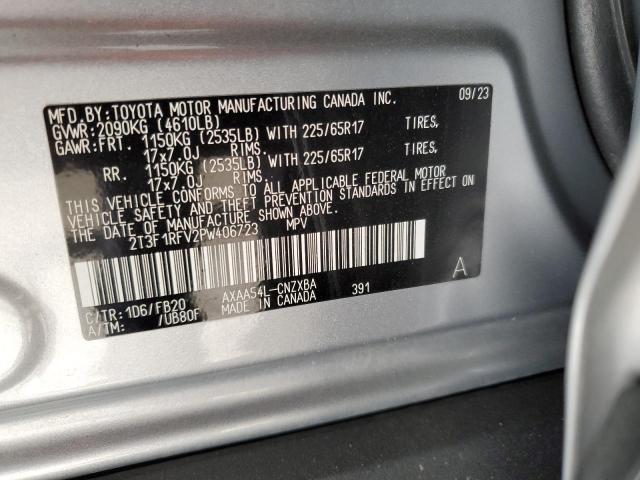 MFD. BY: TOYOTA MOTOR MANUFACTURING CANADA INC. 09/23
GVWR: 2090KG (4610LB)
GAWR: FRT. 1150KG (2535LB) WITH 225/65R17 TIRES,
17x7.0J RIMS.
RR. 1150KG (2535LB) WITH 225/65R17 TIRES,
17x7.0J RIMS.
THIS VEHICLE CONFORMS TO ALL APPLICABLE FEDERAL MOTOR
VEHICLE SAFETY AND THEFT PREVENTION STANDARDS IN EFFECT ON
THE DATE OF MANUFACTURE SHOWN ABOVE.
2T3F1RFV2PW406723 MPV
A
C/TR: 1D6/FB20 AXAA54L-CNZXBA 391
A/TM: /UB80F MADE IN CANADA